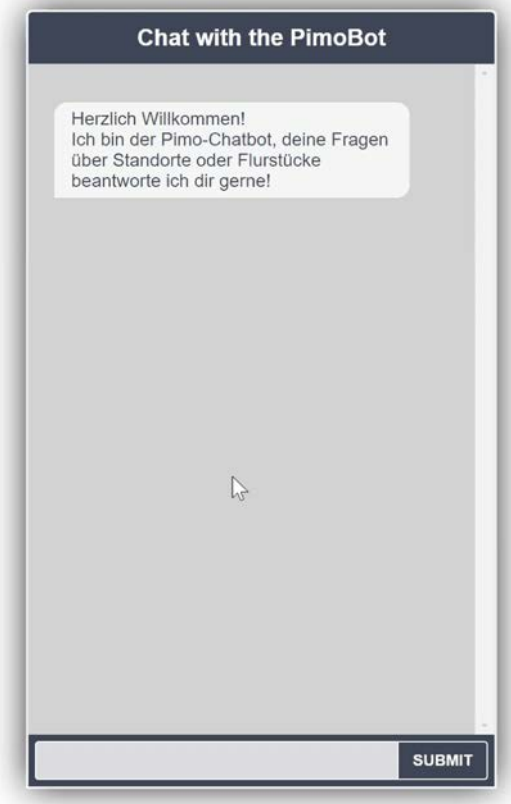 Chat with the PimoBot
Herzlich Willkommen!
Ich bin der Pimo-Chatbot, deine Fragen
über Standorte oder Flurstücke
beantworte ich dir gerne!
SUBMIT